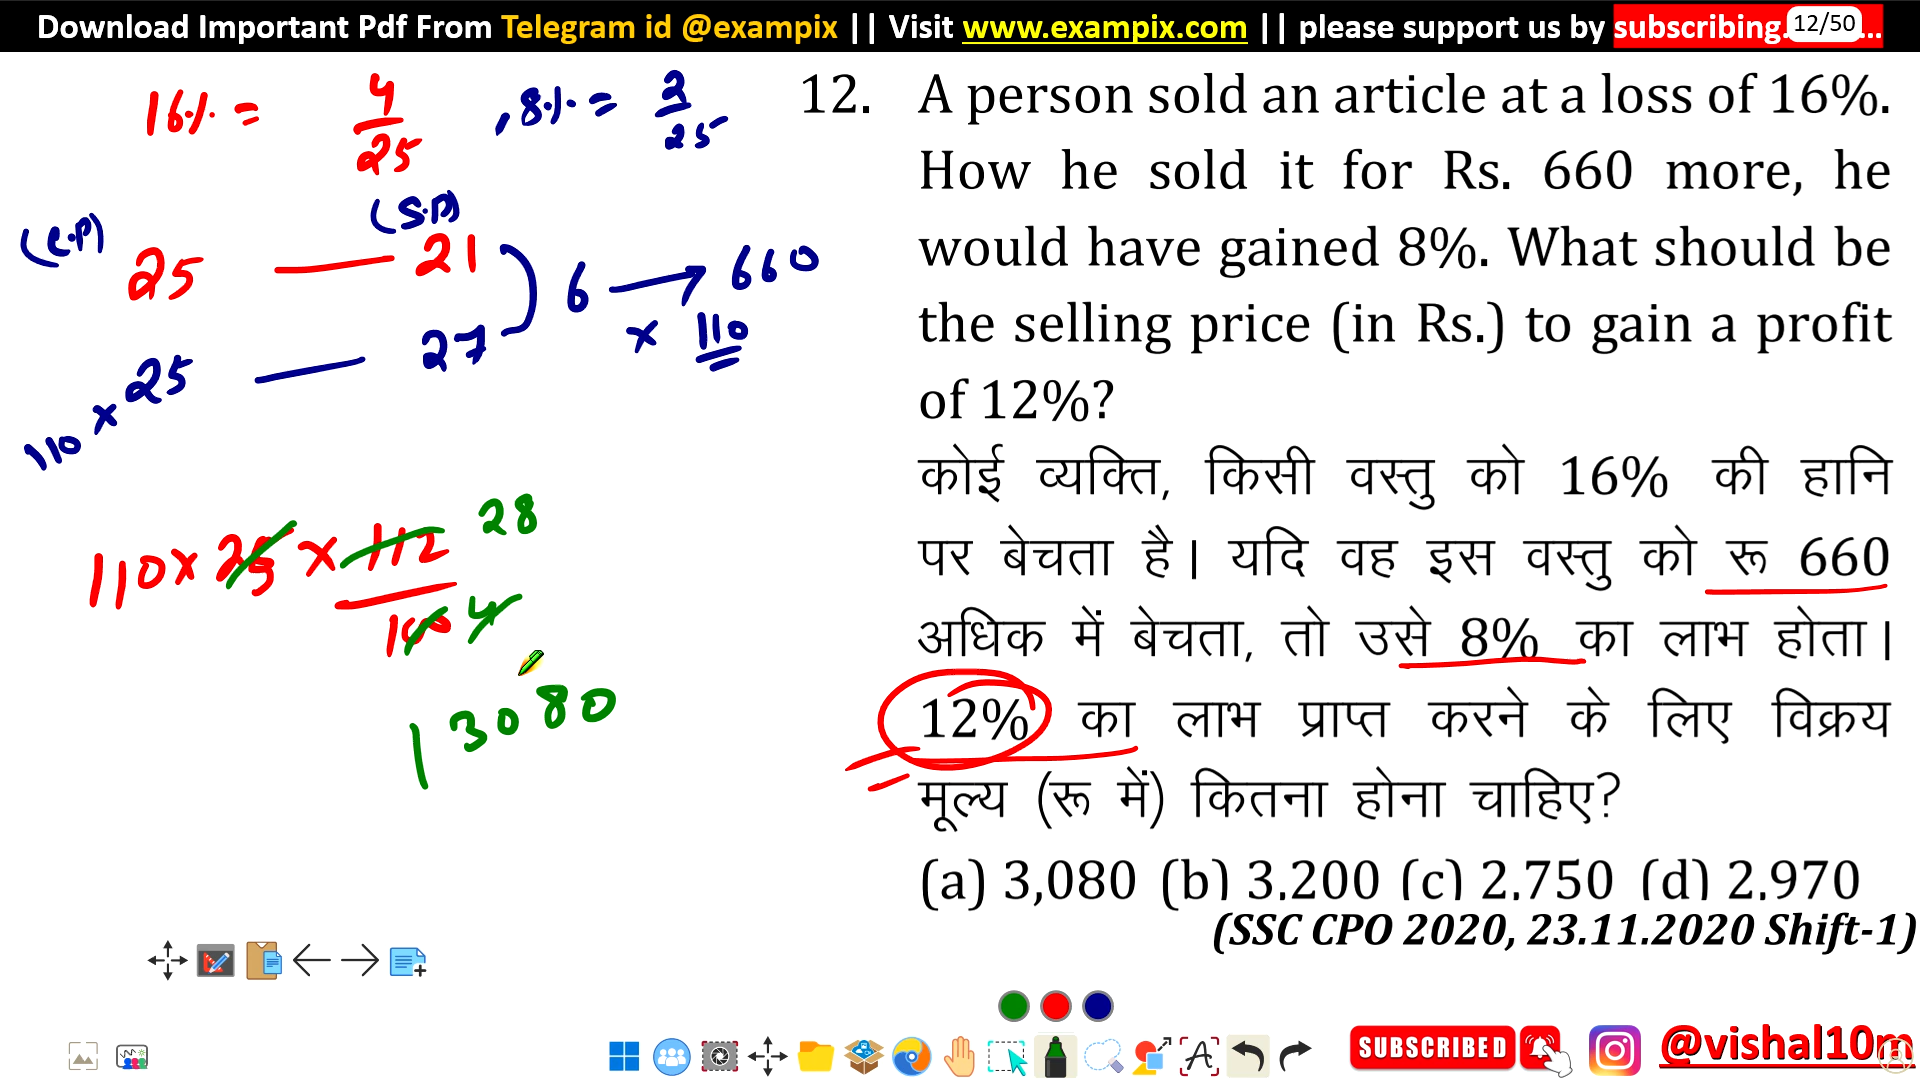 Download Important Pdf From Telegram id @exampix || Visit www.exampix.com || please support us by subscribing.
12/50
...
16% = 4/25 , 8% = 2/25
(C.P) (S.P)
25 — 21
6 → 660
× 110
110 × 25 — 27
110 × 25 × 112/100 28
4
3080
12. A person sold an article at a loss of 16%.
How he sold it for Rs. 660 more, he
would have gained 8%. What should be
the selling price (in Rs.) to gain a profit
of 12%?
कोई व्यक्ति, किसी वस्तु को 16% की हानि
पर बेचता है। यदि वह इस वस्तु को रू 660
अधिक में बेचता, तो उसे 8% का लाभ होता।
12% का लाभ प्राप्त करने के लिए विक्रय
मूल्य (रू में) कितना होना चाहिए?
(a) 3,080 (b) 3.200 (c) 2.750 (d) 2.970
(SSC CPO 2020, 23.11.2020 Shift-1)
SUBSCRIBED
@vishal10m